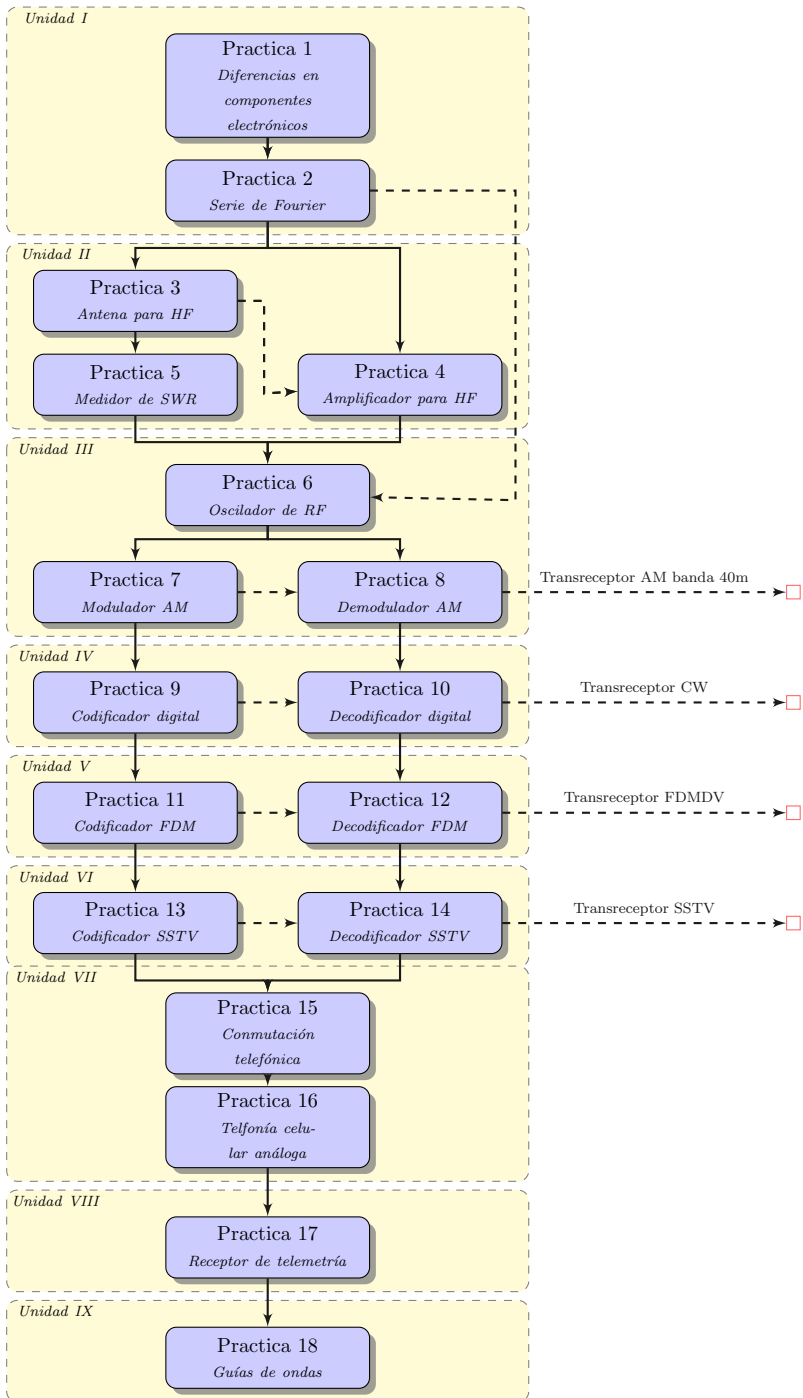 Unidad I
Practica 1
Diferencias en
componentes
electrónicos
Practica 2
Serie de Fourier
Unidad II
Practica 3
Antena para HF
Practica 5
Medidor de SWR
Practica 4
Amplificador para HF
Unidad III
Practica 6
Oscilador de RF
Practica 7
Modulador AM
Practica 8
Demodulador AM
Transreceptor AM banda 40m
Unidad IV
Practica 9
Codificador digital
Practica 10
Decodificador digital
Transreceptor CW
Unidad V
Practica 11
Codificador FDM
Practica 12
Decodificador FDM
Transreceptor FDMDV
Unidad VI
Practica 13
Codificador SSTV
Practica 14
Decodificador SSTV
Transreceptor SSTV
Unidad VII
Practica 15
Conmutación
telefónica
Practica 16
Telfonía celu-
lar análoga
Unidad VIII
Practica 17
Receptor de telemetría
Unidad IX
Practica 18
Guías de ondas